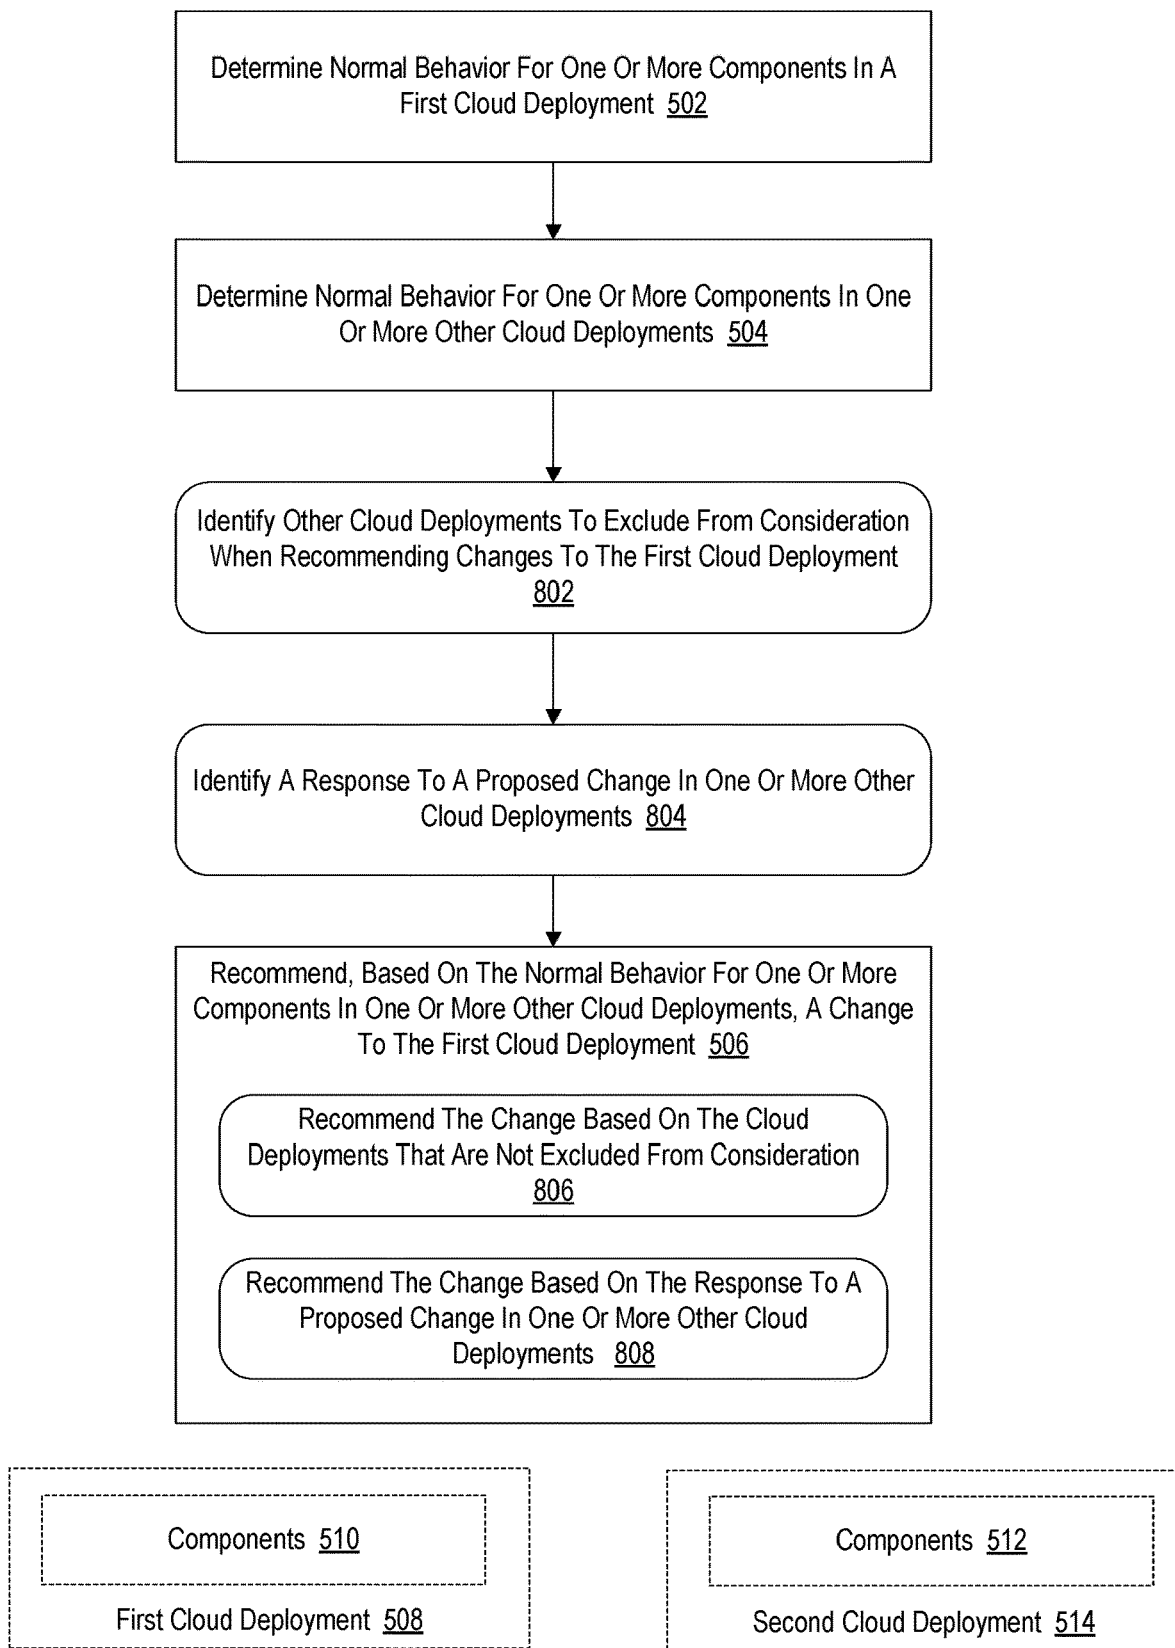 Determine Normal Behavior For One Or More Components In A
First Cloud Deployment 502
Determine Normal Behavior For One Or More Components In One
Or More Other Cloud Deployments 504
Identify Other Cloud Deployments To Exclude From Consideration
When Recommending Changes To The First Cloud Deployment
802
Identify A Response To A Proposed Change In One Or More Other
Cloud Deployments 804
Recommend, Based On The Normal Behavior For One Or More
Components In One Or More Other Cloud Deployments, A Change
To The First Cloud Deployment 506
Recommend The Change Based On The Cloud
Deployments That Are Not Excluded From Consideration
806
Recommend The Change Based On The Response To A
Proposed Change In One Or More Other Cloud
Deployments 808
Components 510
First Cloud Deployment 508
Components 512
Second Cloud Deployment 514